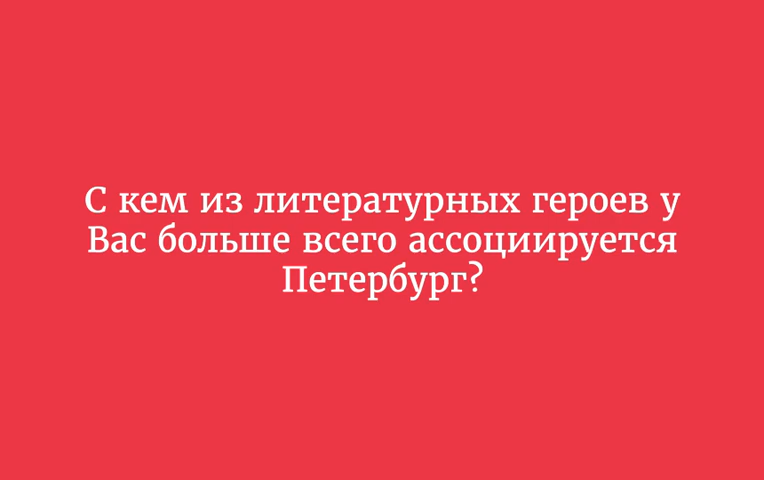 С кем из литературных героев у
Вас больше всего ассоциируется
Петербург?